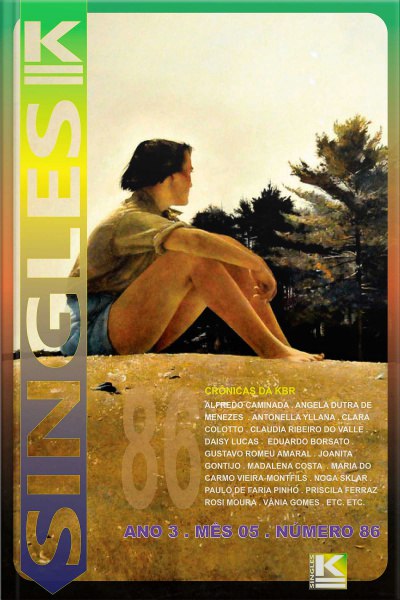 SINGLES K
86
CRÔNICAS DA KBR
ALFREDO CAMINADA . ANGELA DUTRA DE
MENEZES . ANTONELLA YLLANA . CLARA
COLOTTO . CLAUDIA RIBEIRO DO VALLE .
DAISY LUCAS . EDUARDO BORSATO .
GUSTAVO ROMEU AMARAL . JOANITA
GONTIJO . MADALENA COSTA . MARIA DO
CARMO VIEIRA-MONTFILS . NOGA SKLAR .
PAULO DE FARIA PINHO . PRISCILA FERRAZ .
ROSI MOURA . VÂNIA GOMES . ETC. ETC.
ANO 3 . MÊS 05 . NÚMERO 86
SINGLES K